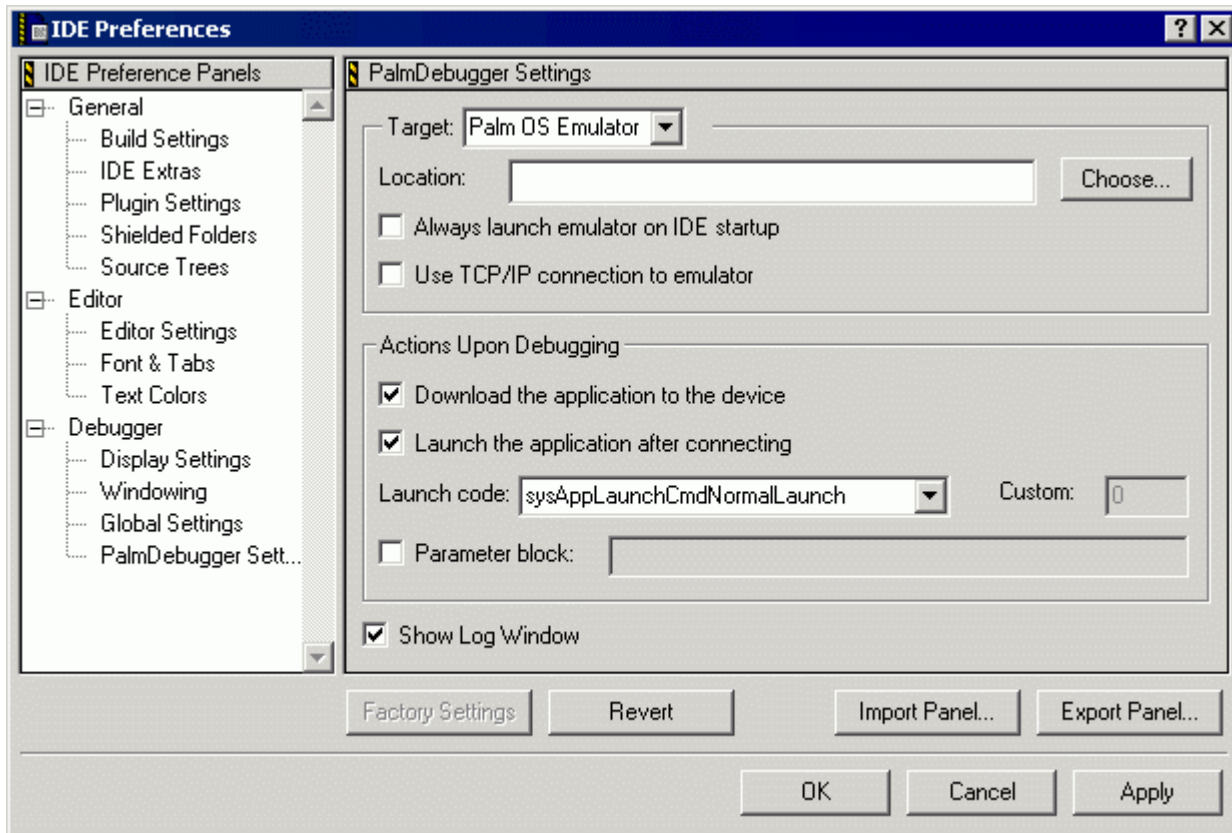 IDE Preferences
IDE Preference Panels
General
Build Settings
IDE Extras
Plugin Settings
Shielded Folders
Source Trees
Editor
Editor Settings
Font & Tabs
Text Colors
Debugger
Display Settings
Windowing
Global Settings
PalmDebugger Sett...
PalmDebugger Settings
Target: Palm OS Emulator
Location: Choose...
Always launch emulator on IDE startup
Use TCP/IP connection to emulator
Actions Upon Debugging
Download the application to the device
Launch the application after connecting
Launch code: sysAppLaunchCmdNormalLaunch Custom: 0
Parameter block:
Show Log Window
Factory Settings Revert Import Panel... Export Panel...
OK Cancel Apply